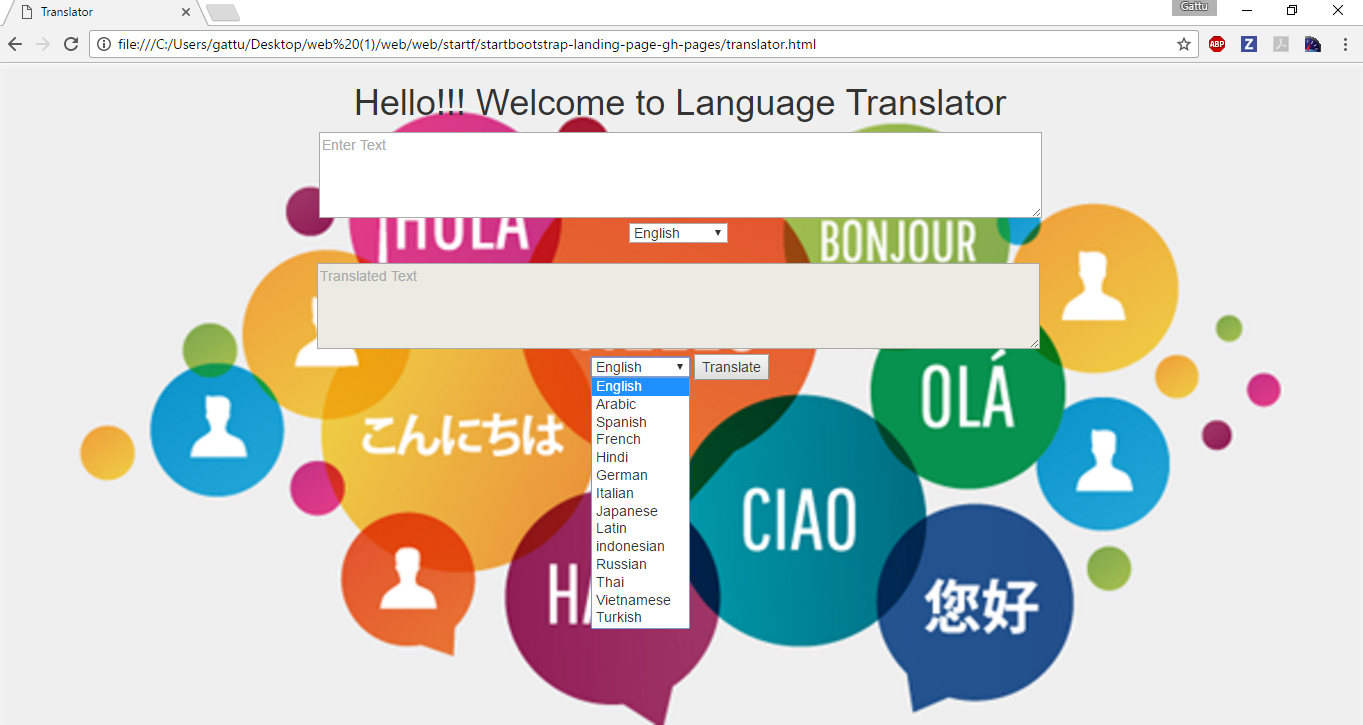 Translator
Gattu
file:///C:/Users/gattu/Desktop/web%20(1)/web/web/startf/startbootstrap-landing-page-gh-pages/translator.html
ABP
Z
Hello!!! Welcome to Language Translator
Enter Text
¡HOLA
English
BONJOUR
Translated Text
English
Translate
English
Arabic
Spanish
French
Hindi
German
Italian
Japanese
Latin
indonesian
Russian
Thai
Vietnamese
Turkish
OLÁ
こんにちは
CIAO
您好